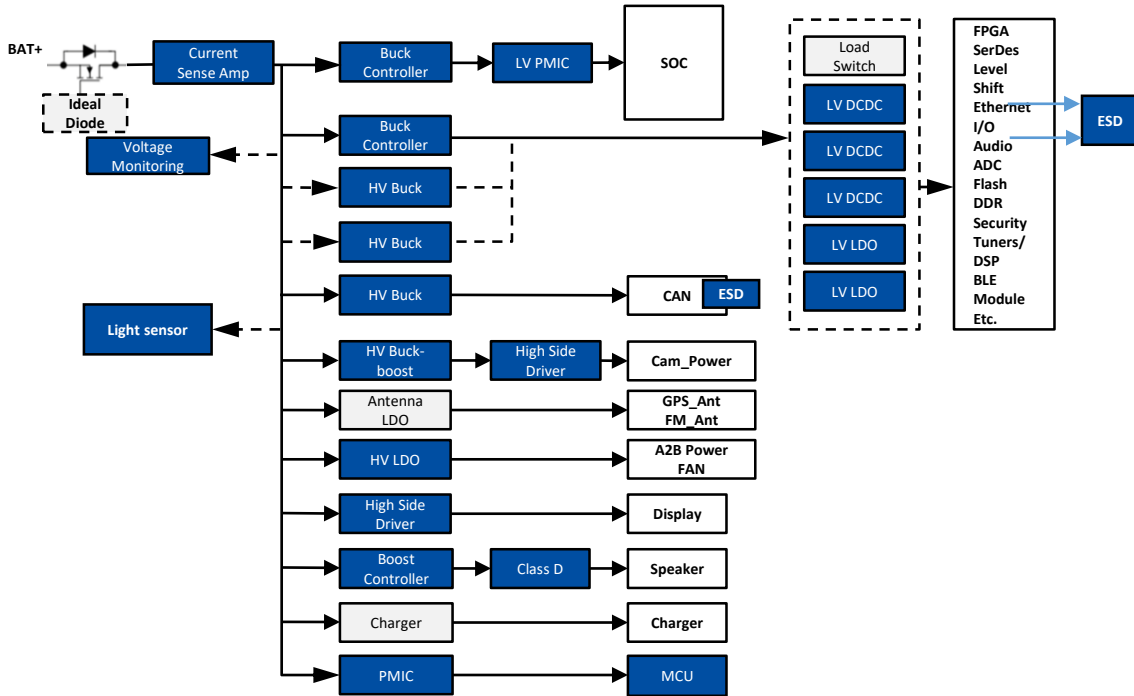 BAT+
Ideal
Diode
Current
Sense Amp
Voltage
Monitoring
Light sensor
Buck
Controller
LV PMIC
SOC
Buck
Controller
HV Buck
HV Buck
HV Buck
CAN
ESD
HV Buck-
boost
High Side
Driver
Cam_Power
Antenna
LDO
GPS_Ant
FM_Ant
HV LDO
A2B Power
FAN
High Side
Driver
Display
Boost
Controller
Class D
Speaker
Charger
Charger
PMIC
MCU
Load
Switch
LV DCDC
LV DCDC
LV DCDC
LV LDO
LV LDO
FPGA
SerDes
Level
Shift
Ethernet
I/O
Audio
ADC
Flash
DDR
Security
Tuners/
DSP
BLE
Module
Etc.
ESD